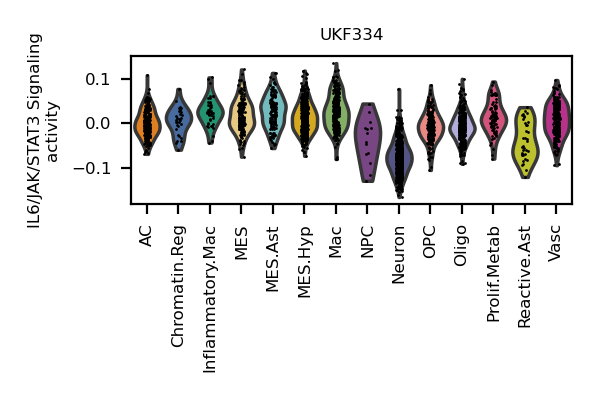 UKF334
IL6/JAK/STAT3 Signaling
activity
0.1
0.0
−0.1
AC
Chromatin.Reg
Inflammatory.Mac
MES
MES.Ast
MES.Hyp
Mac
NPC
Neuron
OPC
Oligo
Prolif.Metab
Reactive.Ast
Vasc